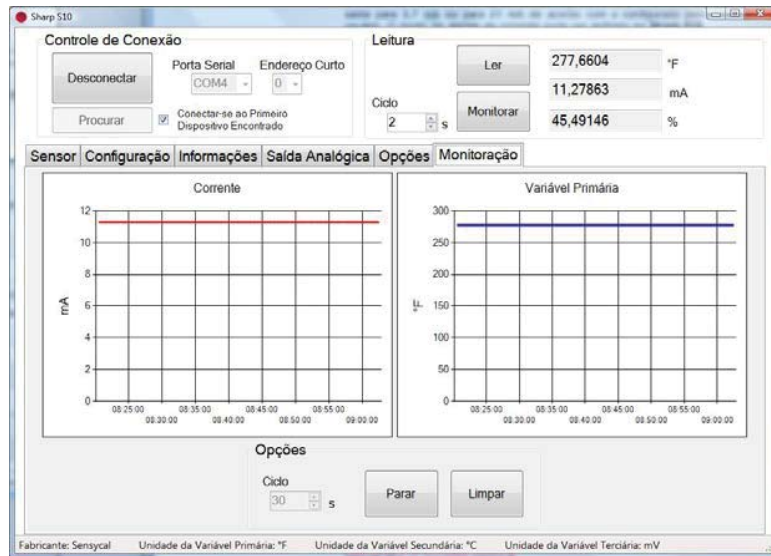 Sharp S10
Controle de Conexão
Desconectar
Porta Serial
COM4
Endereço Curto
0
Procurar
Conectar-se ao Primeiro
Dispositivo Encontrado
Leitura
Ciclo
2 s
Ler
Monitorar
277,6604 °F
11,27863 mA
45,49146 %
Sensor Configuração Informações Saída Analógica Opções Monitoração
Corrente
12
10
8
6
4
2
0
mA
08:25:00 08:35:00 08:45:00 08:55:00
08:30:00 08:40:00 08:50:00 09:00:00
Variável Primária
300
250
200
150
100
50
0
°F
08:25:00 08:35:00 08:45:00 08:55:00
08:30:00 08:40:00 08:50:00 09:00:00
Opções
Ciclo
30 s
Parar
Limpar
Fabricante: Sensycal Unidade da Variável Primária: °F Unidade da Variável Secundária: °C Unidade da Variável Terciária: mV